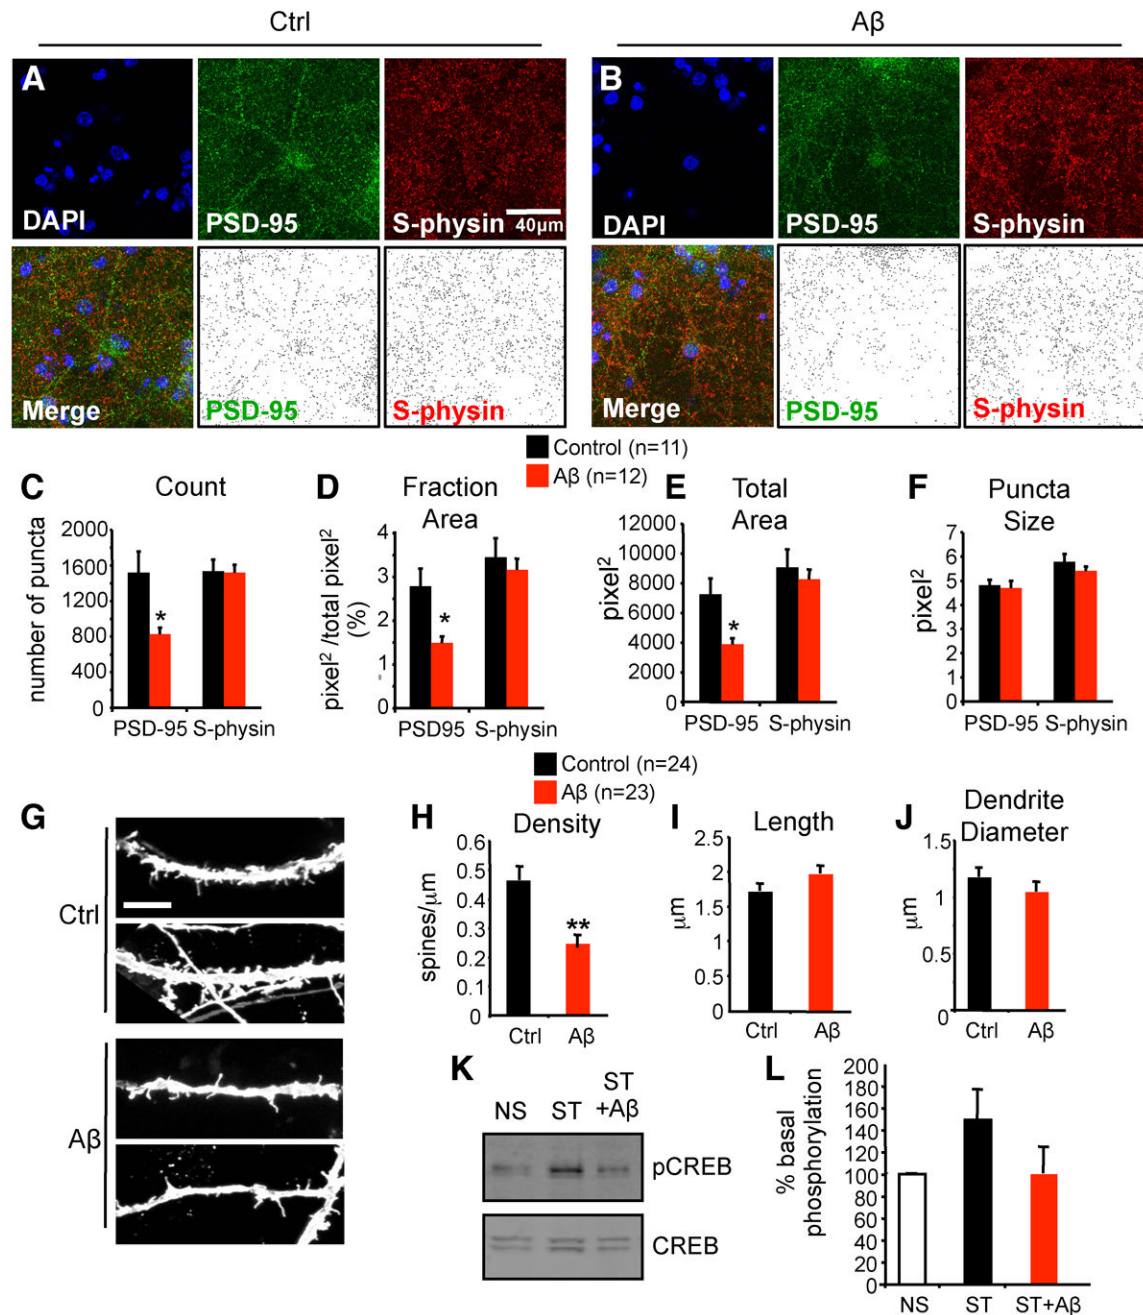 Ctrl
Aβ
A
DAPI
PSD-95
S-physin
40μm
Merge
PSD-95
S-physin
B
DAPI
PSD-95
S-physin
Merge
PSD-95
S-physin
Control (n=11)
Aβ (n=12)
C
Count
number of puncta
2000
1600
1200
800
400
0
*
PSD-95 S-physin
D
Fraction
Area
pixel² /total pixel²
(%)
4
3
2
1
0
*
PSD95 S-physin
E
Total
Area
pixel²
12000
10000
8000
6000
4000
2000
0
*
PSD-95 S-physin
F
Puncta
Size
pixel²
7
6
5
4
3
2
1
0
PSD-95 S-physin
Control (n=24)
Aβ (n=23)
G
Ctrl
Aβ
H
Density
spines/μm
0.6
0.5
0.4
0.3
0.2
0.1
0
**
Ctrl Aβ
I
Length
μm
2.5
2
1.5
1
0.5
0
Ctrl Aβ
J
Dendrite
Diameter
μm
1.5
1
0.5
0
Ctrl Aβ
K
NS ST ST
+Aβ
pCREB
CREB
L
% basal
phosphorylation
200
180
160
140
120
100
80
60
40
20
0
NS ST ST+Aβ